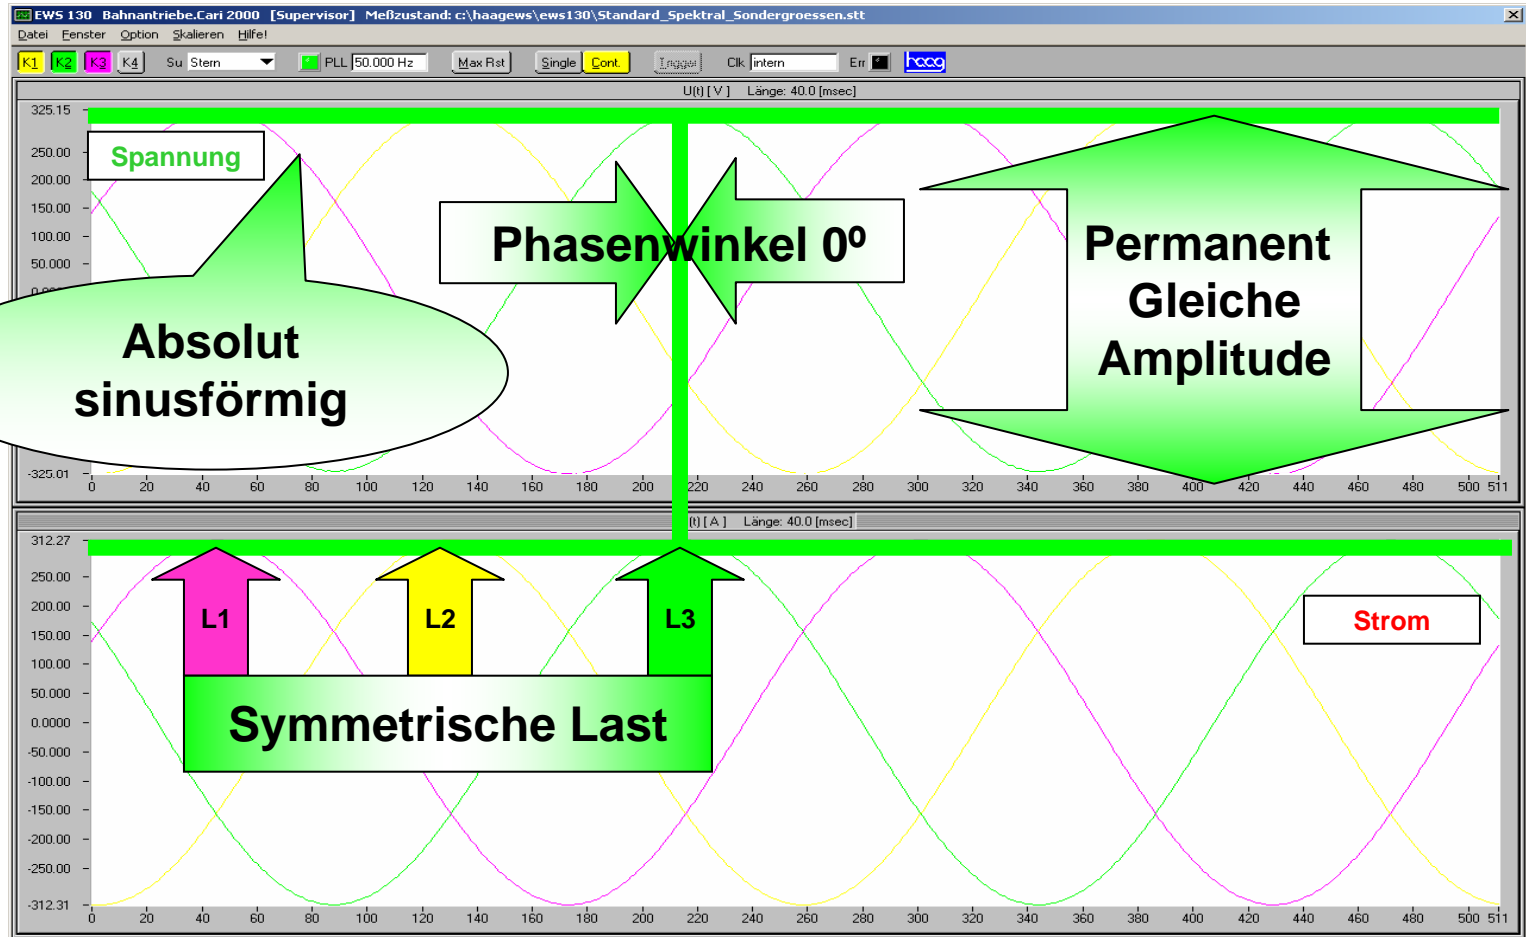 EWS 130 Bahnantriebe.Cari 2000 [Supervisor] Meßzustand: c:\haagews\ews130\Standard_Spektral_Sondergroessen.stt
Datei Fenster Option Skalieren Hilfe!
K1 K2 K3 K4 Su Stern PLL 50.000 Hz Max Rst Single Cont. Trigger Clk intern Err haag
U(t) [ V ] Länge: 40.0 [msec]
325.15
250.00
200.00
150.00
100.00
50.000
-325.01
Spannung
Phasenwinkel 0º
Permanent
Gleiche
Amplitude
Absolut
sinusförmig
0 20 40 60 80 100 120 140 160 180 200 220 240 260 280 300 320 340 360 380 400 420 440 460 480 500 511
(t) [ A ] Länge: 40.0 [msec]
312.27
250.00
200.00
150.00
100.00
50.000
0.0000
-50.000
-100.00
-150.00
-200.00
-250.00
-312.31
L1 L2 L3
Strom
Symmetrische Last
0 20 40 60 80 100 120 140 160 180 200 220 240 260 280 300 320 340 360 380 400 420 440 460 480 500 511